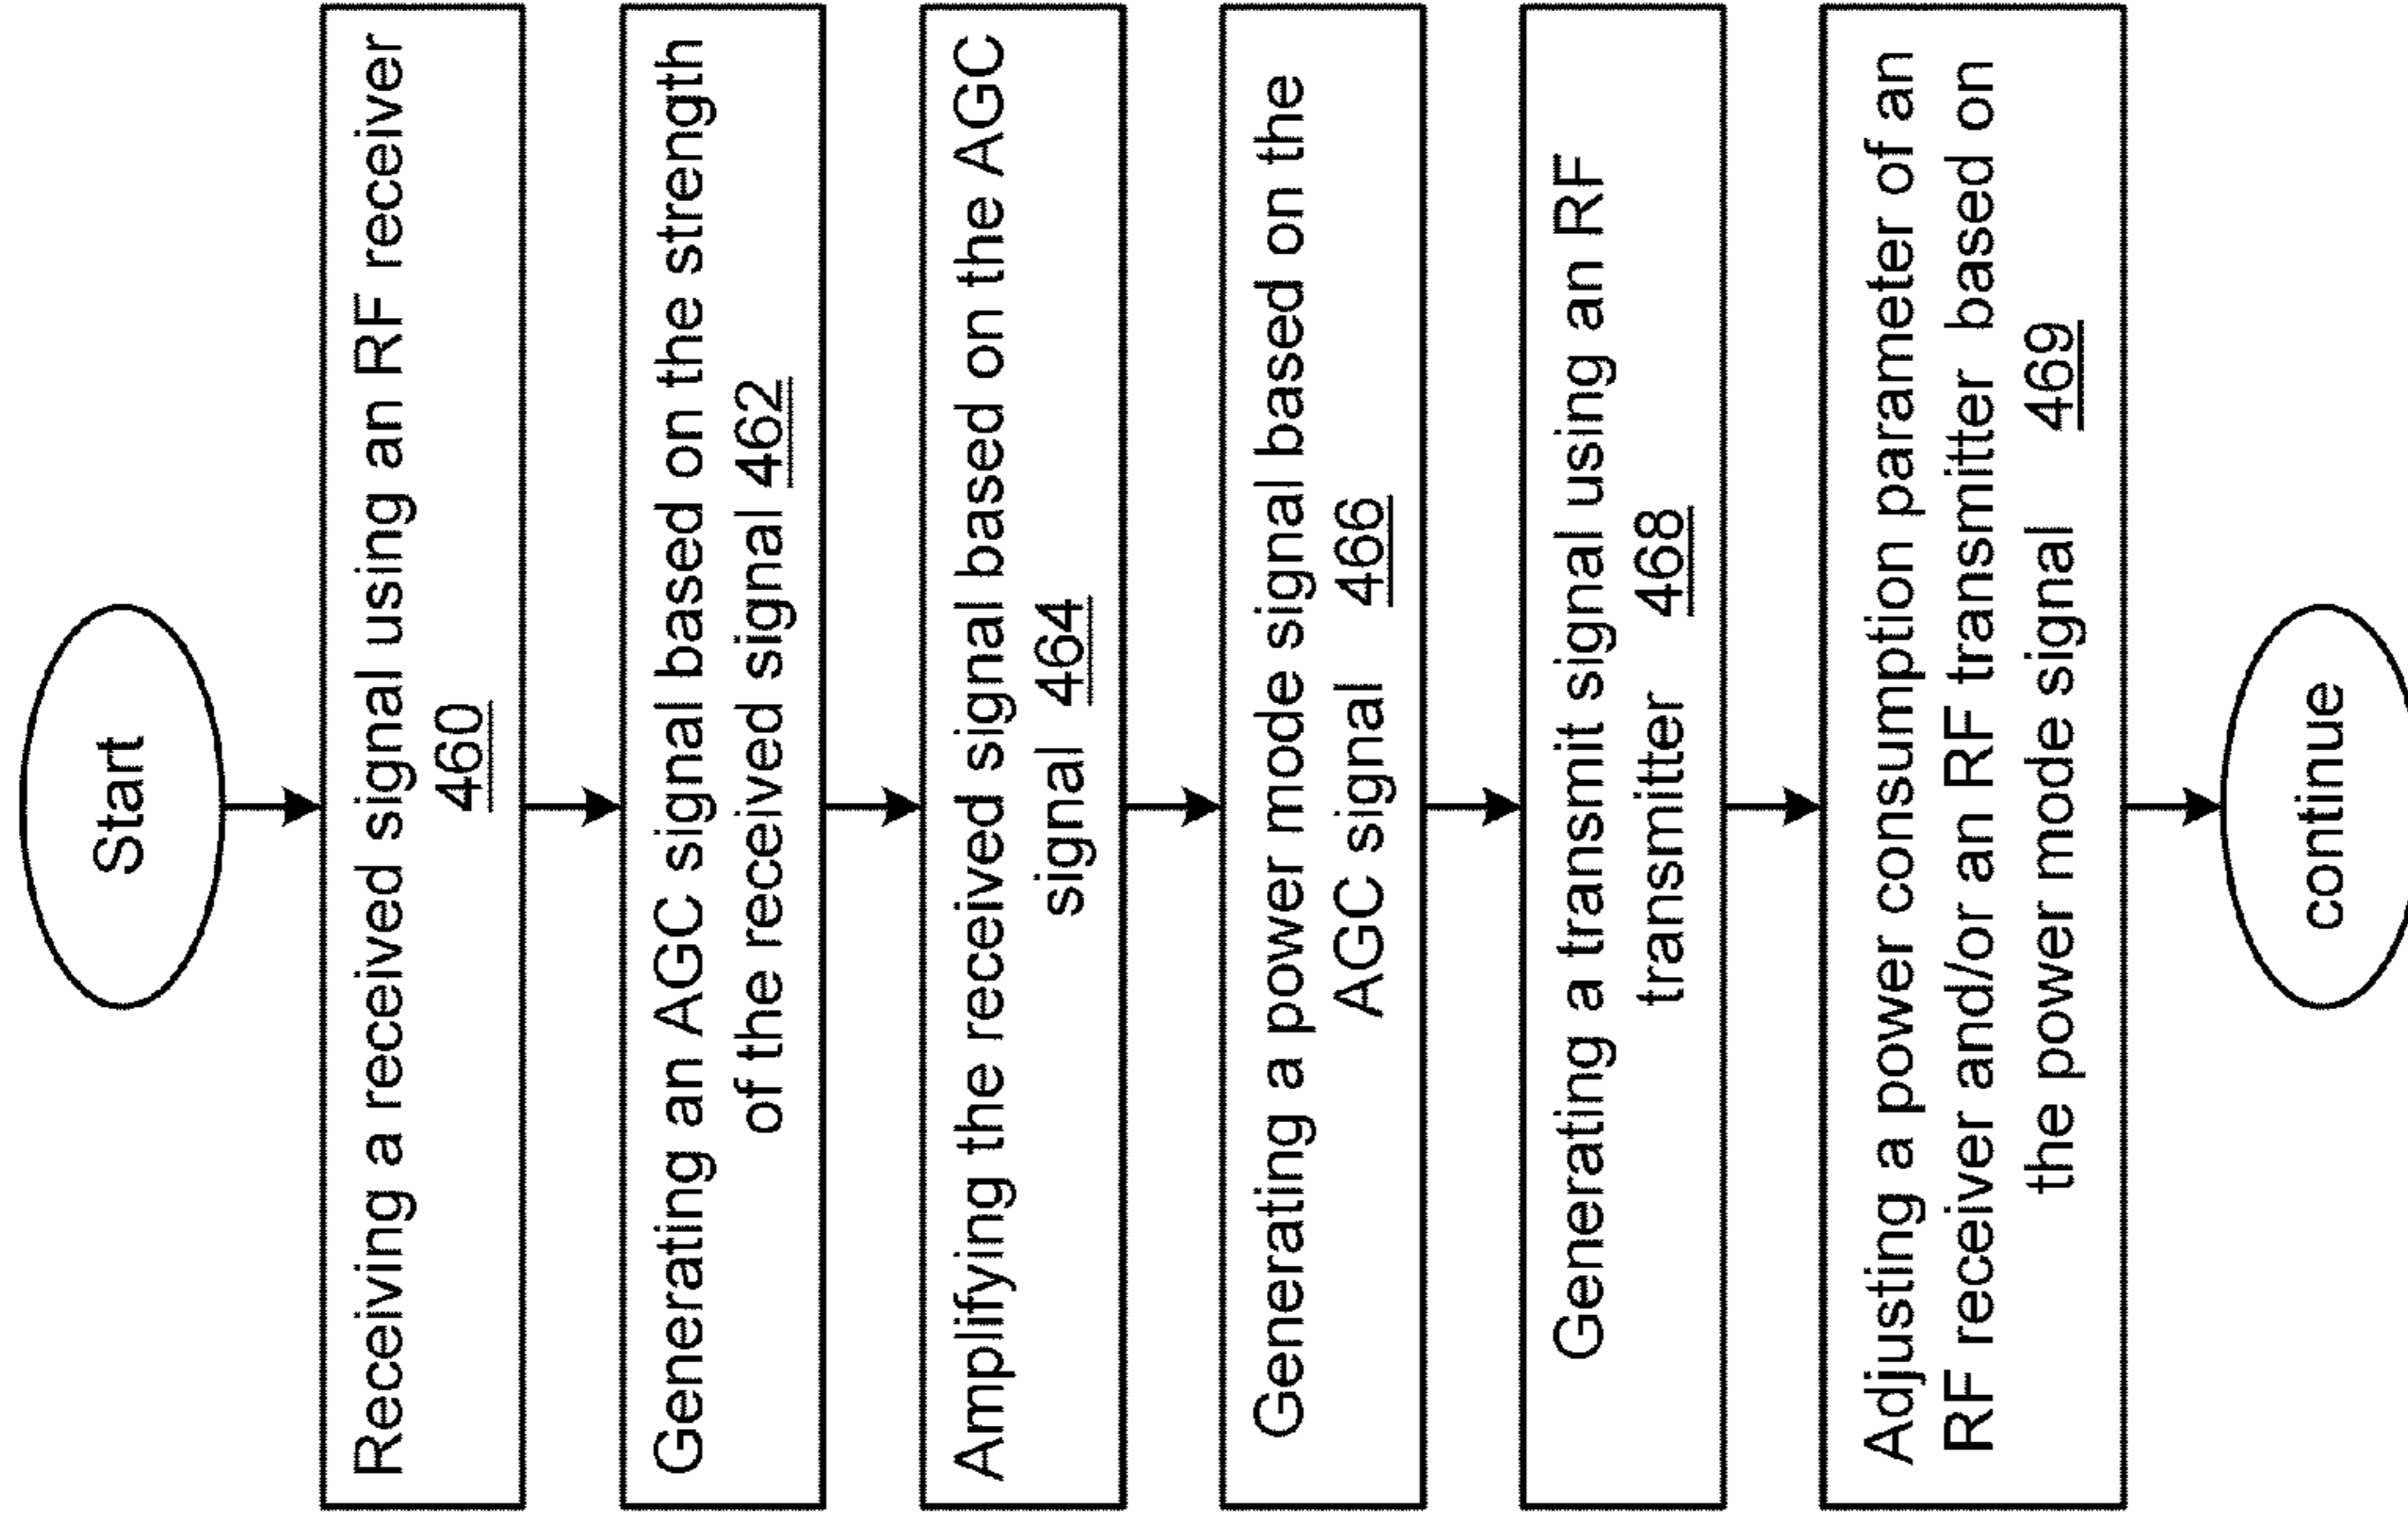 Start
Receiving a received signal using an RF receiver
460
Generating an AGC signal based on the strength
of the received signal 462
Amplifying the received signal based on the AGC
signal 464
Generating a power mode signal based on the
AGC signal 466
Generating a transmit signal using an RF
transmitter 468
Adjusting a power consumption parameter of an
RF receiver and/or an RF transmitter based on
the power mode signal 469
continue